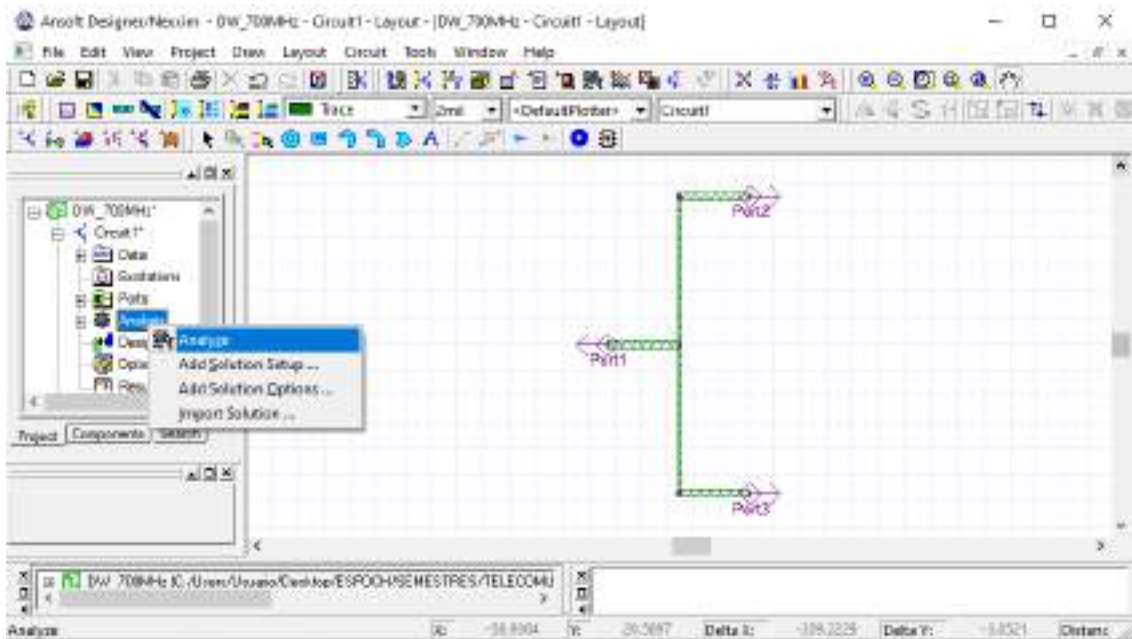 Ansoft Designer/Nexxim - DW_700MHz - Circuit1 - Layout - [DW_700MHz - Circuit1 - Layout]
File Edit View Project Draw Layout Circuit Tools Window Help
Trace 2mil <DefaultPlotter> Circuit1
DW_700MHz*
Circuit1*
Data
Excitations
Ports
Analysis
Analyze
Add Solution Setup ...
Add Solution Options ...
Import Solution ...
Project Components Search
Port2
Port1
Port3
DW_700MHz (C:/Users/Usuario/Desktop/ESPOCH/SEMESTRES/TELECOMU
Analyze X: Y: Delta X: Delta Y: Distanc